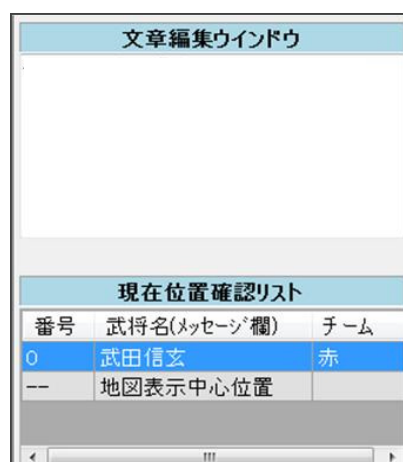 文章編集ウインドウ
現在位置確認リスト
番号 武将名(メッセージ欄) チーム
0 武田信玄 赤
-- 地図表示中心位置